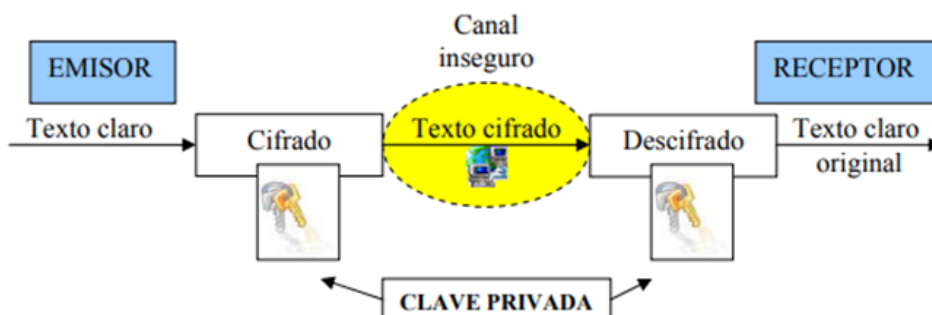 Canal
inseguro
EMISOR
RECEPTOR
Texto claro
Cifrado
Texto cifrado
Descifrado
Texto claro
original
CLAVE PRIVADA